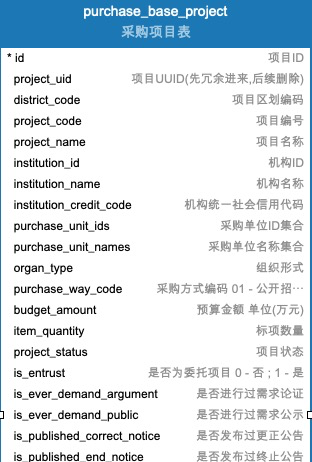 purchase_base_project
采购项目表
* id 项目ID
project_uid 项目UUID(先冗余进来,后续删除)
district_code 项目区划编码
project_code 项目编号
project_name 项目名称
institution_id 机构ID
institution_name 机构名称
institution_credit_code 机构统一社会信用代码
purchase_unit_ids 采购单位ID集合
purchase_unit_names 采购单位名称集合
organ_type 组织形式
purchase_way_code 采购方式编码 01 - 公开招…
budget_amount 预算金额 单位(万元)
item_quantity 标项数量
project_status 项目状态
is_entrust 是否为委托项目 0 - 否 ; 1 - 是
is_ever_demand_argument 是否进行过需求论证
is_ever_demand_public 是否进行过需求公示
is_published_correct_notice 是否发布过更正公告
is_published_end_notice 是否发布过终止公告